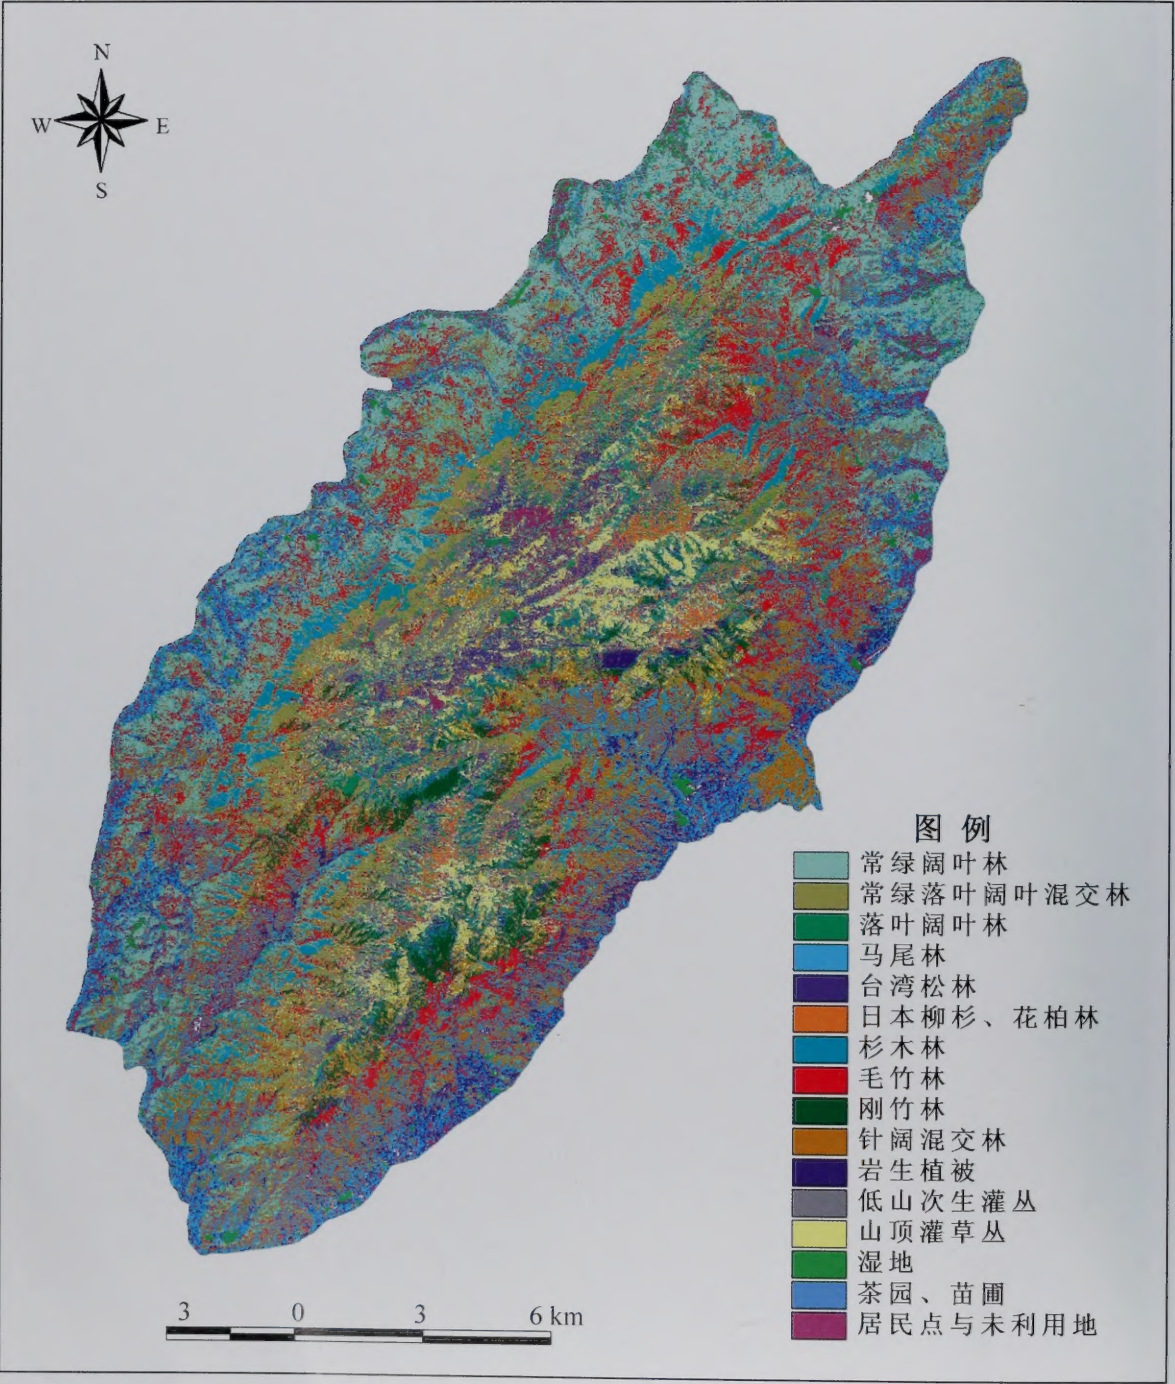 N
W E
S
图例
常绿阔叶林
常绿落叶阔叶混交林
落叶阔叶林
马尾林
台湾松林
日本柳杉、花柏林
杉木林
毛竹林
刚竹林
针阔混交林
岩生植被
低山次生灌丛
山顶灌草丛
湿地
茶园、苗圃
居民点与未利用地
3 0 3 6 km